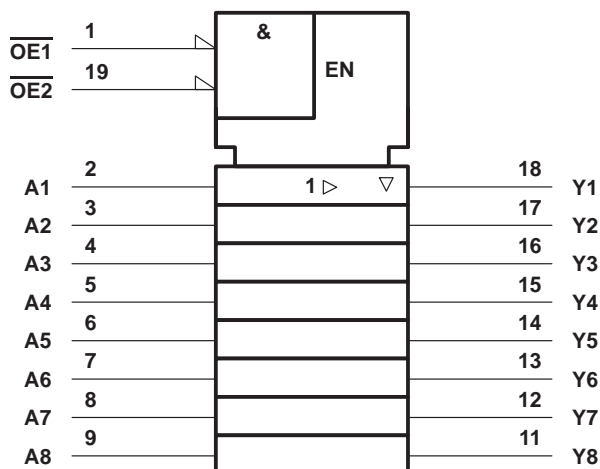 OE1 1 &
OE2 19 EN
A1 2 1 18 Y1
A2 3 17 Y2
A3 4 16 Y3
A4 5 15 Y4
A5 6 14 Y5
A6 7 13 Y6
A7 8 12 Y7
A8 9 11 Y8